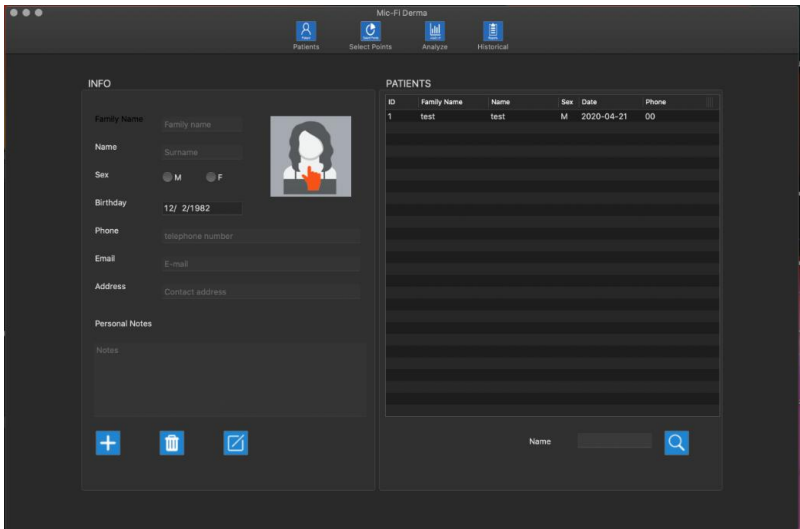 Mic-Fi Derma
Patients Select Points Analyze Historical
INFO
Family Name Family name
Name Surname
Sex M F
Birthday 12/ 2/1982
Phone telephone number
Email E-mail
Address Contact address
Personal Notes
Notes
PATIENTS
ID Family Name Name Sex Date Phone
1 test test M 2020-04-21 00
Name